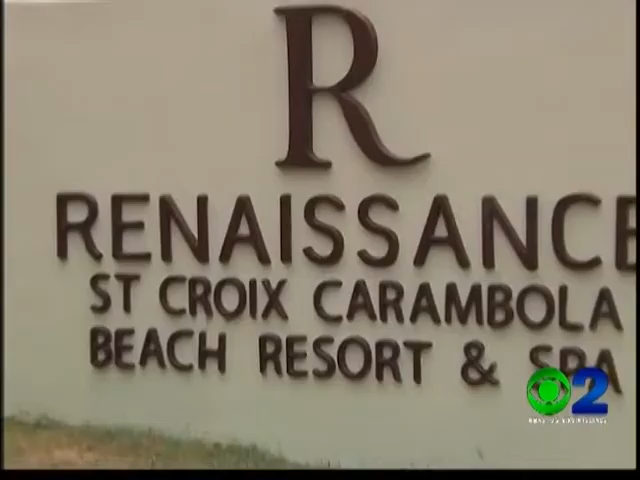 R
RENAISSANCE
ST CROIX CARAMBOLA
BEACH RESORT & SPA
2